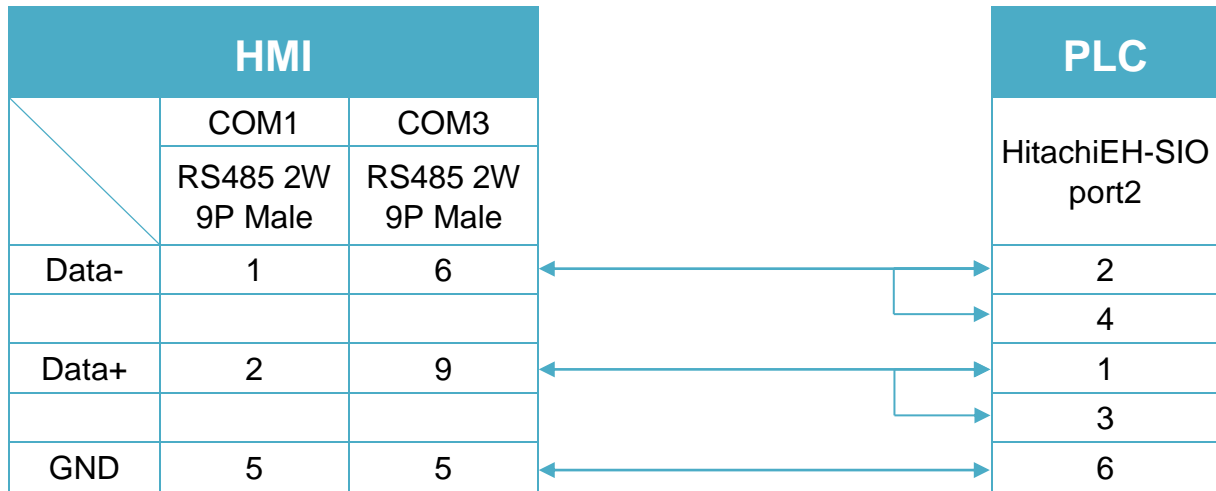 HMI PLC
COM1 COM3
HitachiEH-SIO
port2
RS485 2W RS485 2W
9P Male 9P Male
Data- 1 6 2
4
Data+ 2 9 1
3
GND 5 5 6